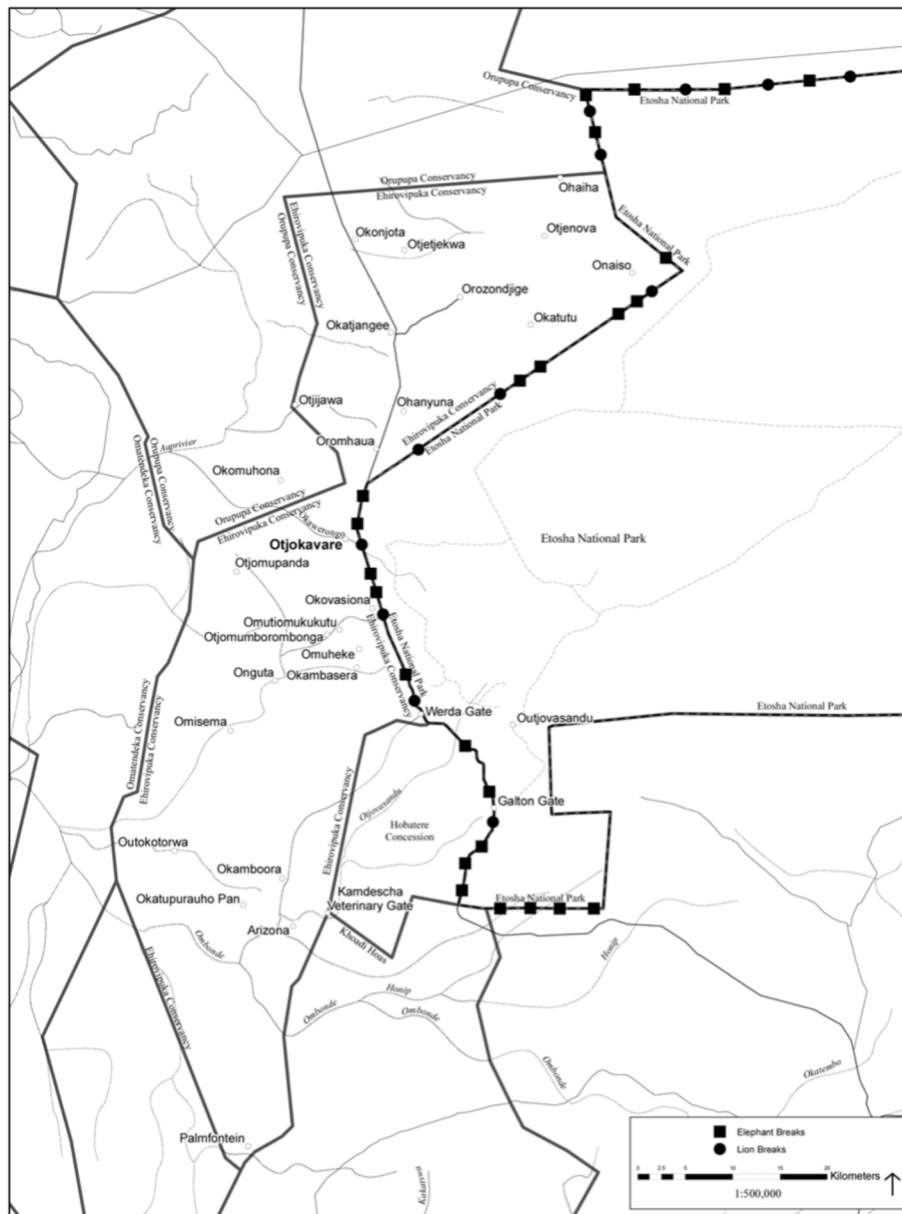 Orupupa Conservancy
Etosha National Park
Orupupa Conservancy
Ehirovipuka Conservancy
Ohaiha
Ehirovipuka Conservancy
Orupupa Conservancy
Okonjota
Otjetjekwa
Otjenova
Etosha National Park
Onaiso
Orozondjige
Okatjangee
Okatutu
Otjijawa
Ohanyuna
Ehirovipuka Conservancy
Etosha National Park
Oromhaua
Aaprivier
Orupupa Conservancy
Omatendeka Conservancy
Okomuhona
Orupupa Conservancy
Ehirovipuka Conservancy
Okawerongo
Otjokavare
Etosha National Park
Otjomupanda
Okovasiona
Omutiomukukutu
Otjomumborombonga
Etosha National Park
Ehirovipuka Conservancy
Omuheke
Onguta
Okambasera
Omatendeka Conservancy
Ehirovipuka Conservancy
Omisema
Werda Gate
Outjovasandu
Etosha National Park
Ehirovipuka Conservancy
Otjovasandu
Galton Gate
Hobatere
Concession
Outokotorwa
Okamboora
Okatupurauho Pan
Kamdescha
Veterinary Gate
Etosha National Park
Arizona
Khoadi Hoas
Ombonde
Honip
Ehirovipuka Conservancy
Honip
Ombonde
Ombonde
Ombonde
Okatembo
Palmfontein
Kakatswa
Elephant Breaks
Lion Breaks
0 2.5 5 10 15 20
Kilometers
1:500,000